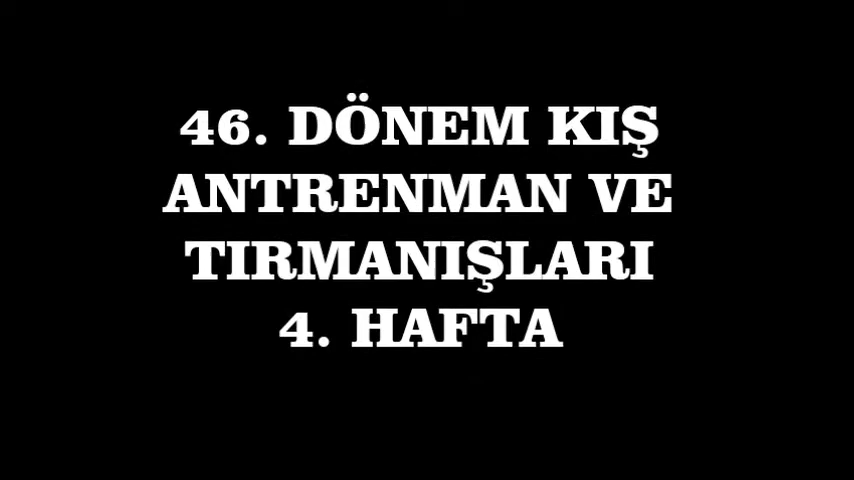 46. DÖNEM KIŞ
ANTRENMAN VE
TIRMANIŞLARI
4. HAFTA